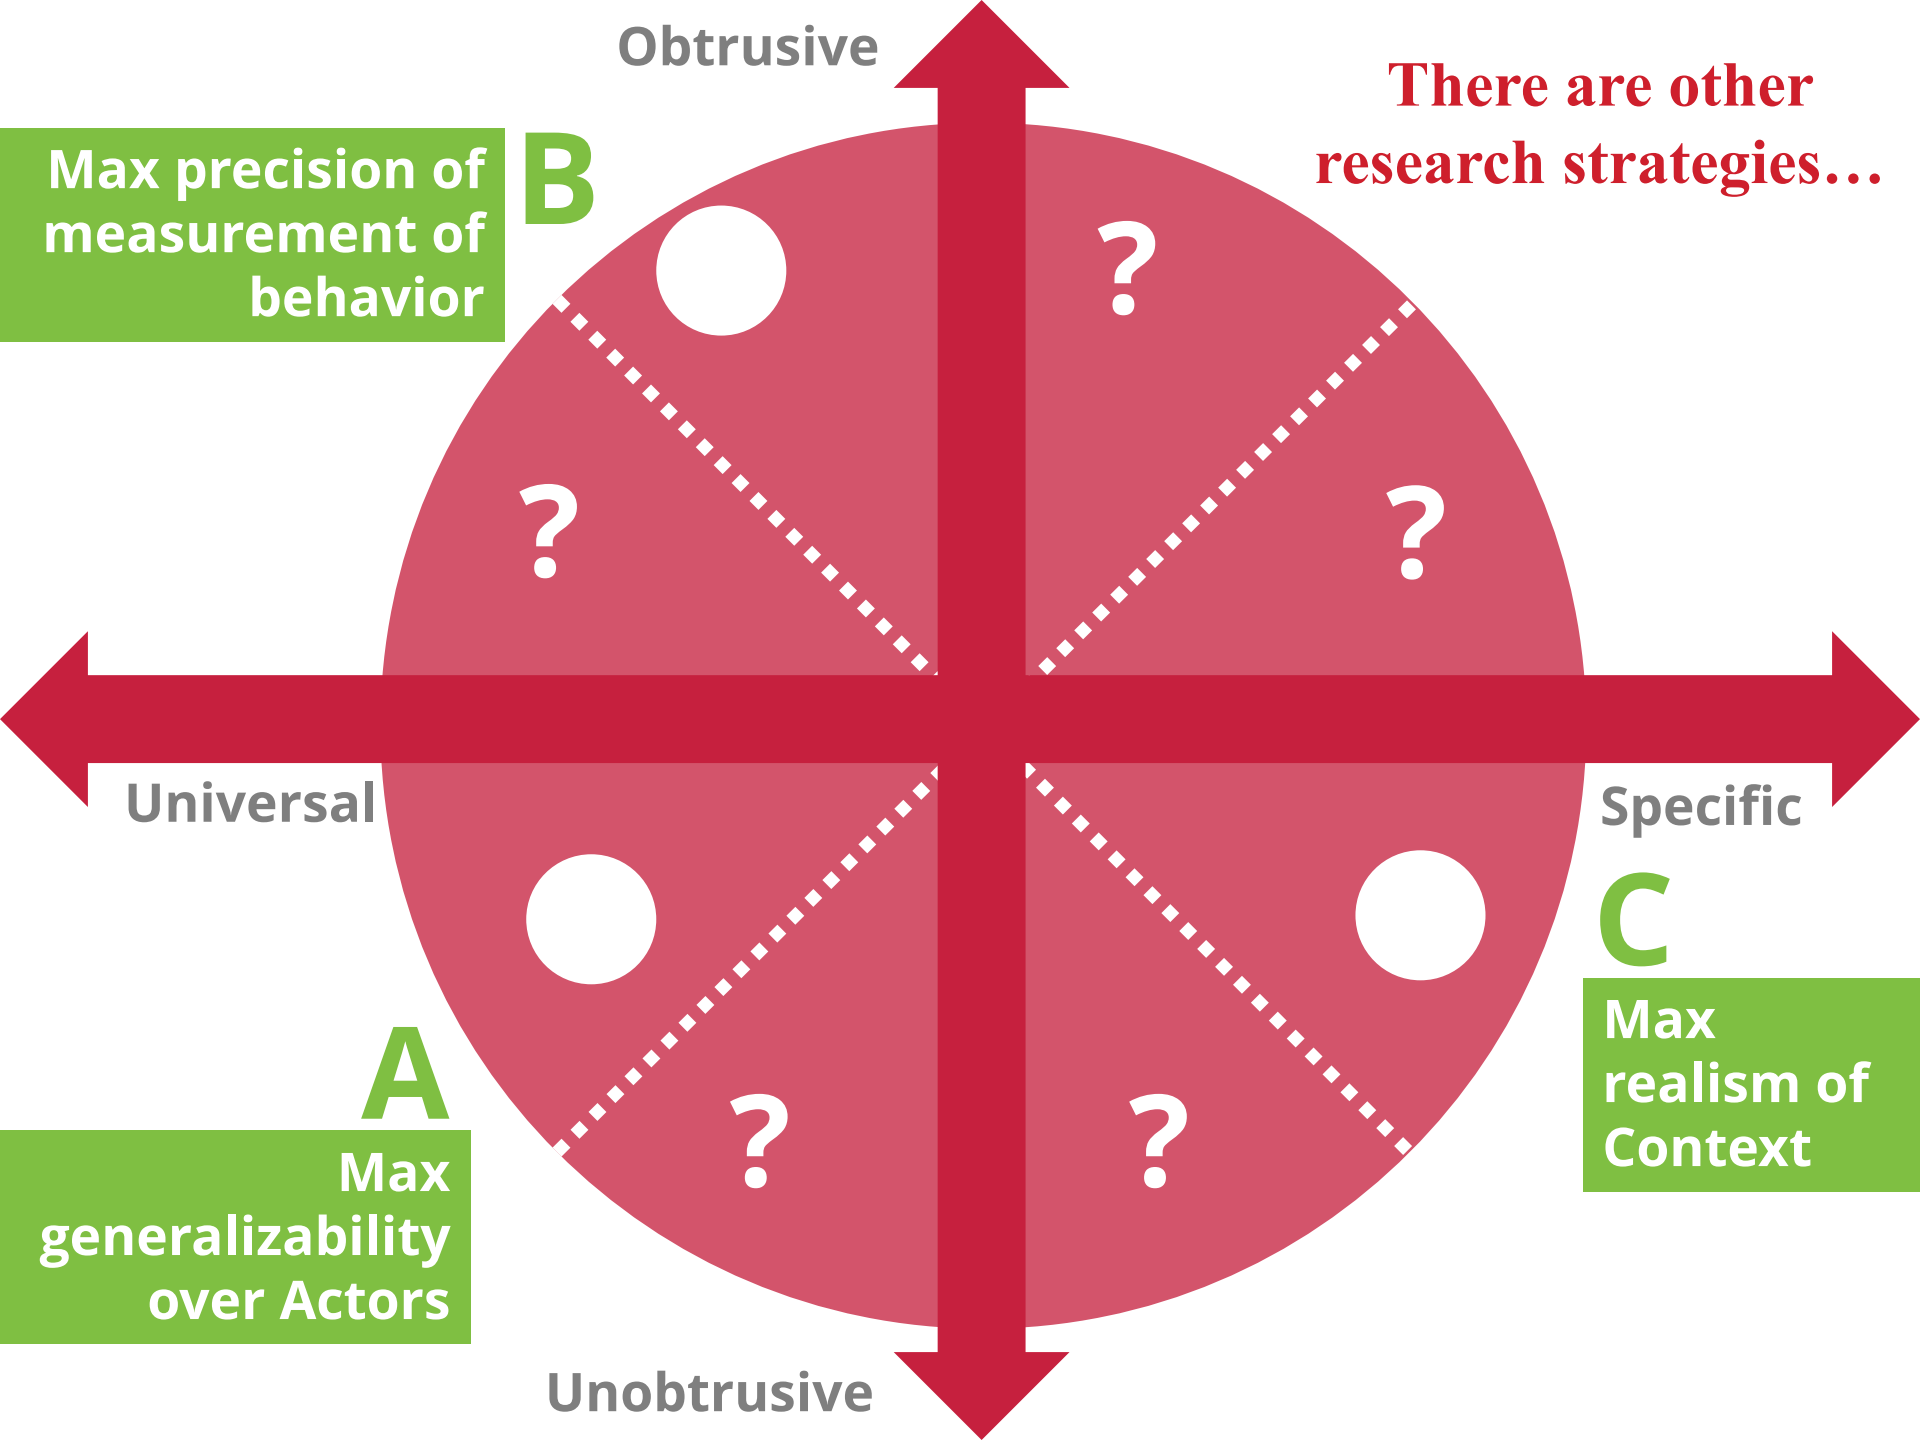 Obtrusive
There are other
research strategies…
Max precision of
measurement of
behavior
B
?
?
?
Universal
Specific
C
Max
realism of
Context
A
Max
generalizability
over Actors
?
?
Unobtrusive